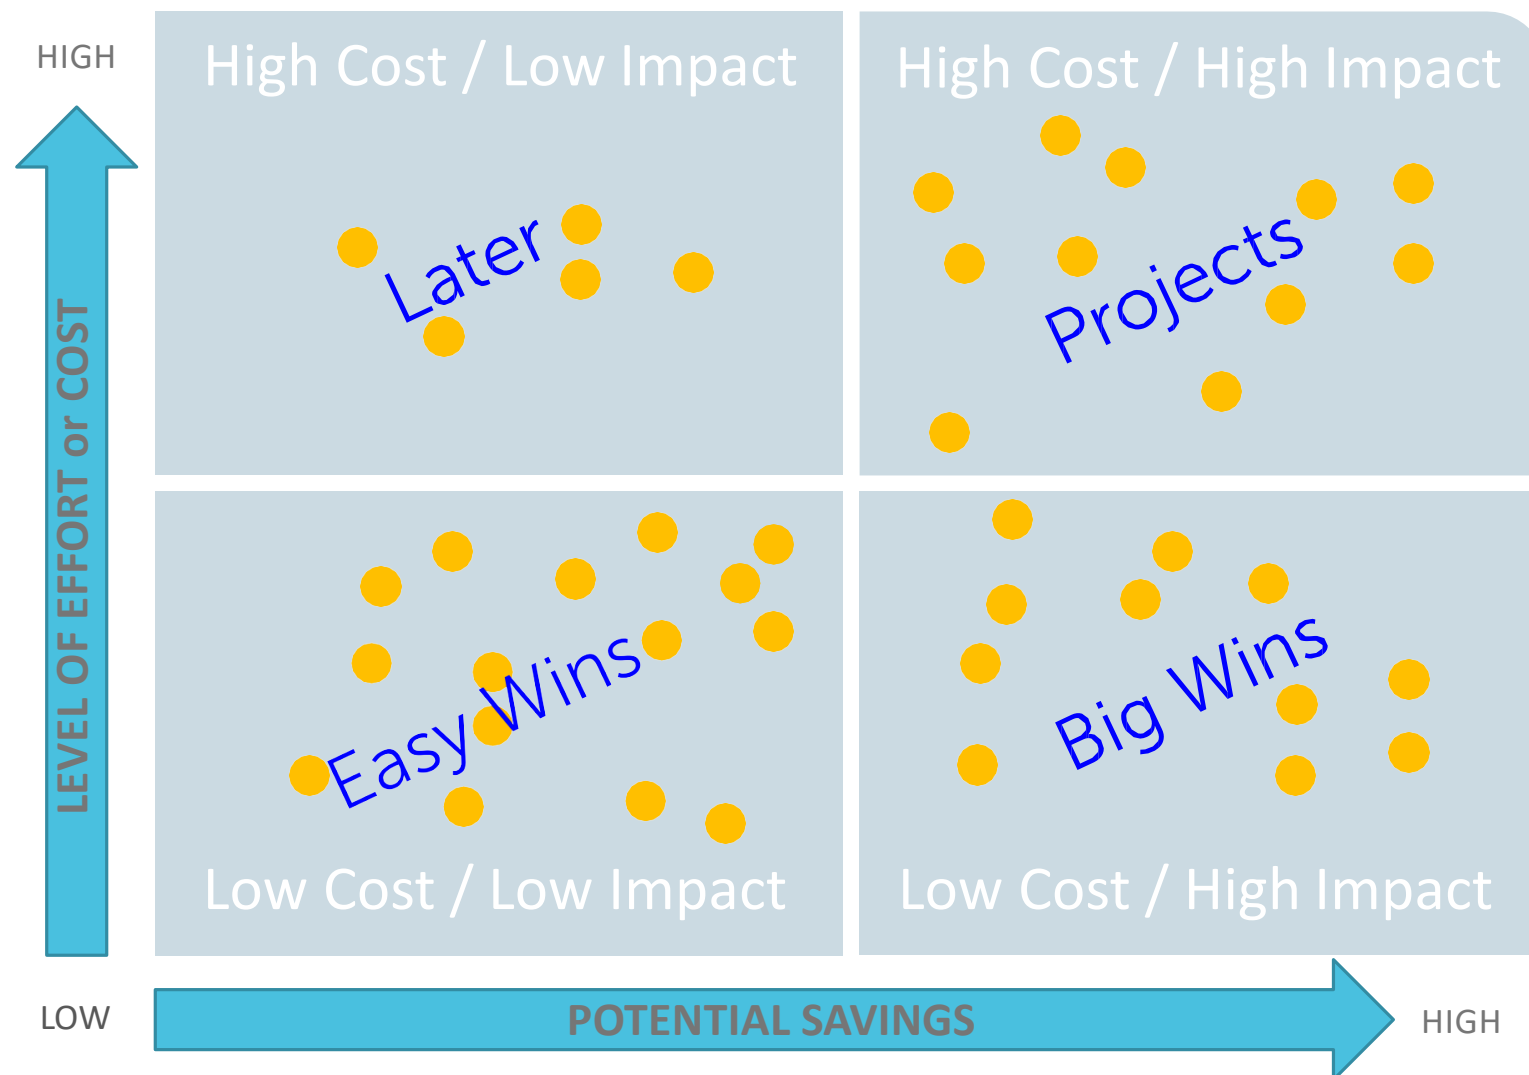 HIGH
High Cost / Low Impact
High Cost / High Impact
Later
Projects
LEVEL OF EFFORT or COST
Easy Wins
Big Wins
Low Cost / Low Impact
Low Cost / High Impact
LOW
POTENTIAL SAVINGS
HIGH